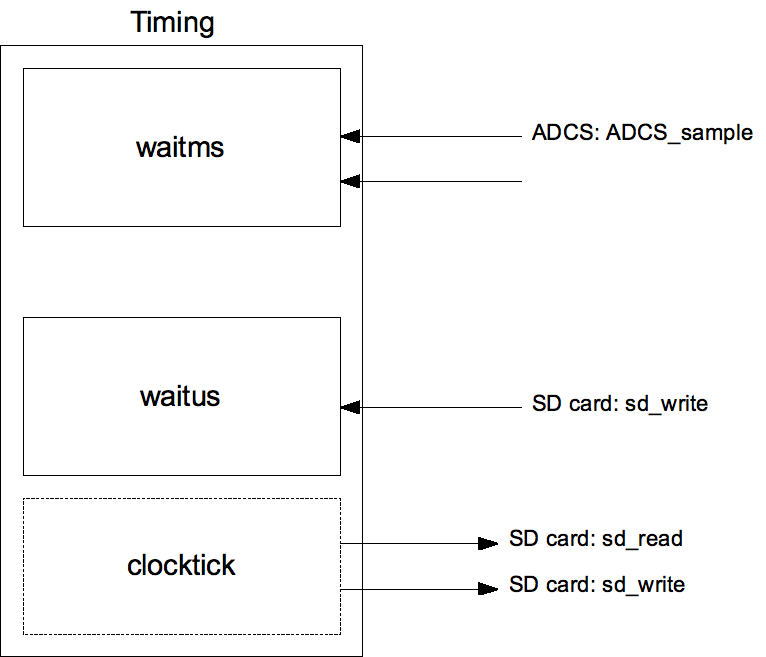 Timing
waitms
ADCS: ADCS_sample
waitus
SD card: sd_write
clocktick
SD card: sd_read
SD card: sd_write